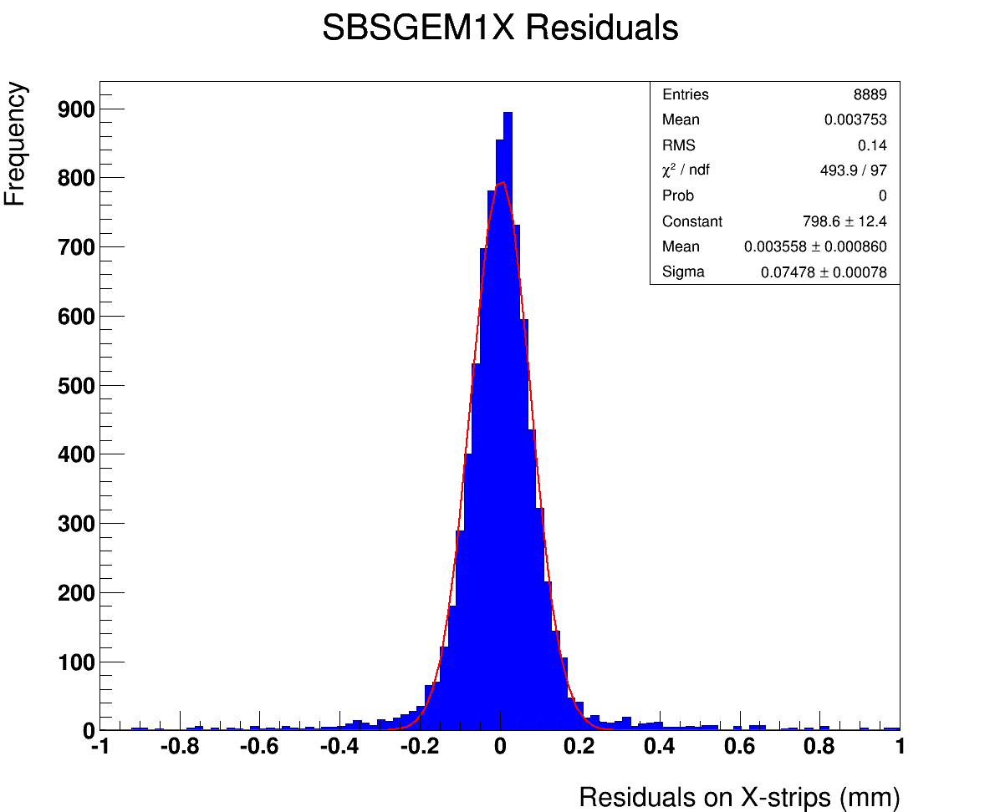 SBSGEM1X Residuals
Frequency
900
800
700
600
500
400
300
200
100
0
-1 -0.8 -0.6 -0.4 -0.2 0 0.2 0.4 0.6 0.8 1
Residuals on X-strips (mm)
Entries 8889
Mean 0.003753
RMS 0.14
χ² / ndf 493.9 / 97
Prob 0
Constant 798.6 ± 12.4
Mean 0.003558 ± 0.000860
Sigma 0.07478 ± 0.00078